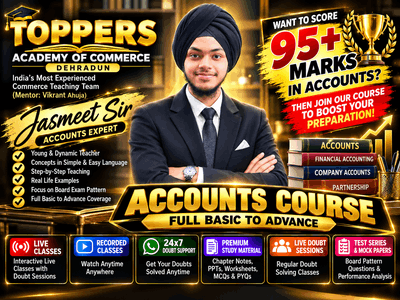 TOPPERS
ACADEMY OF COMMERCE
DEHRADUN
India's Most Experienced
Commerce Teaching Team
(Mentor: Vikrant Ahuja)
Jasmeet Sir
ACCOUNTS EXPERT
Young & Dynamic Teacher
Concepts in Simple & Easy Language
Step-by-Step Teaching
Real Life Examples
Focus on Board Exam Pattern
Full Basic to Advance Coverage
WANT TO SCORE
95+
MARKS
IN ACCOUNTS?
THEN JOIN OUR COURSE
TO BOOST YOUR
PREPARATION!
ACCOUNTS
FINANCIAL ACCOUNTING
COMPANY ACCOUNTS
PARTNERSHIP
ACCOUNTS COURSE
FULL BASIC TO ADVANCE
LIVE
CLASSES
Interactive Live
Classes with
Doubt Sessions
RECORDED
CLASSES
Watch Anytime
Anywhere
24x7
DOUBT SUPPORT
Get Your Doubts
Solved Anytime
PREMIUM
STUDY MATERIAL
Chapter Notes,
PPTs, Worksheets,
MCQs & PYQs
LIVE DOUBT
SESSIONS
Regular Doubt
Solving Classes
TEST SERIES
& MOCK PAPERS
Board Pattern
Questions &
Performance Analysis